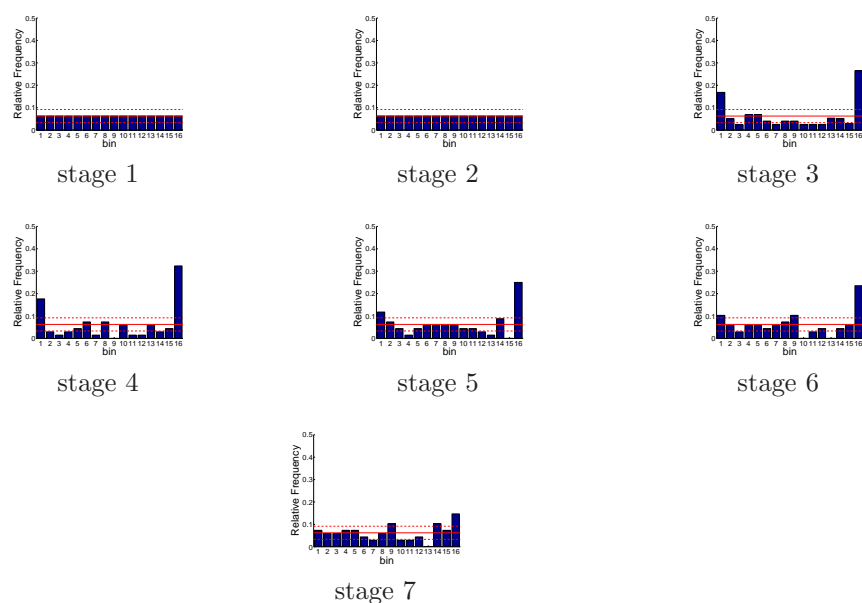 0.5 0.5 0.5
0.4 0.4 0.4
0.3 0.3 0.3
0.2 0.2 0.2
0.1 0.1 0.1
0 0 0
Relative Frequency Relative Frequency Relative Frequency
1 2 3 4 5 6 7 8 9 10 11 12 13 14 15 16 1 2 3 4 5 6 7 8 9 10 11 12 13 14 15 16 1 2 3 4 5 6 7 8 9 10 11 12 13 14 15 16
bin bin bin
stage 1 stage 2 stage 3
0.5 0.5 0.5
0.4 0.4 0.4
0.3 0.3 0.3
0.2 0.2 0.2
0.1 0.1 0.1
0 0 0
Relative Frequency Relative Frequency Relative Frequency
1 2 3 4 5 6 7 8 9 10 11 12 13 14 15 16 1 2 3 4 5 6 7 8 9 10 11 12 13 14 15 16 1 2 3 4 5 6 7 8 9 10 11 12 13 14 15 16
bin bin bin
stage 4 stage 5 stage 6
0.5
0.4
0.3
0.2
0.1
0
Relative Frequency
1 2 3 4 5 6 7 8 9 10 11 12 13 14 15 16
bin
stage 7